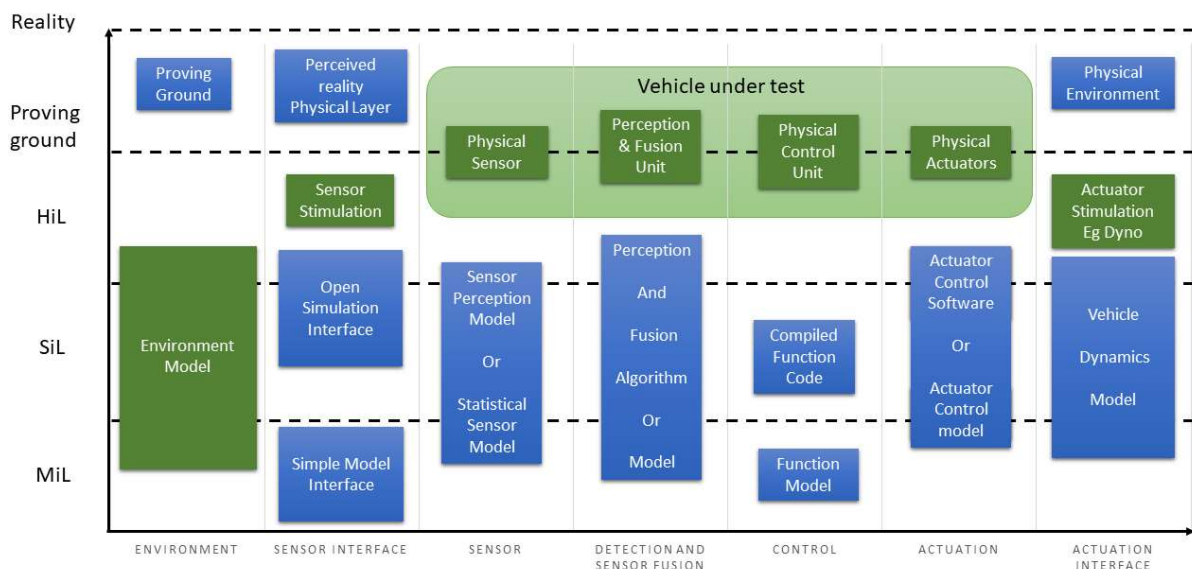 Reality
Proving
Ground
Perceived
reality
Physical Layer
Vehicle under test
Physical
Environment
Proving
ground
Physical
Sensor
Perception
& Fusion
Unit
Physical
Control
Unit
Physical
Actuators
HiL
Sensor
Stimulation
Actuator
Stimulation
Eg Dyno
Environment
Model
Open
Simulation
Interface
Sensor
Perception
Model
Or
Statistical
Sensor
Model
Perception
And
Fusion
Algorithm
Or
Model
Compiled
Function
Code
Actuator
Control
Software
Or
Actuator
Control
model
Vehicle
Dynamics
Model
SiL
MiL
Simple Model
Interface
Function
Model
ENVIRONMENT
SENSOR INTERFACE
SENSOR
DETECTION AND
SENSOR FUSION
CONTROL
ACTUATION
ACTUATION
INTERFACE